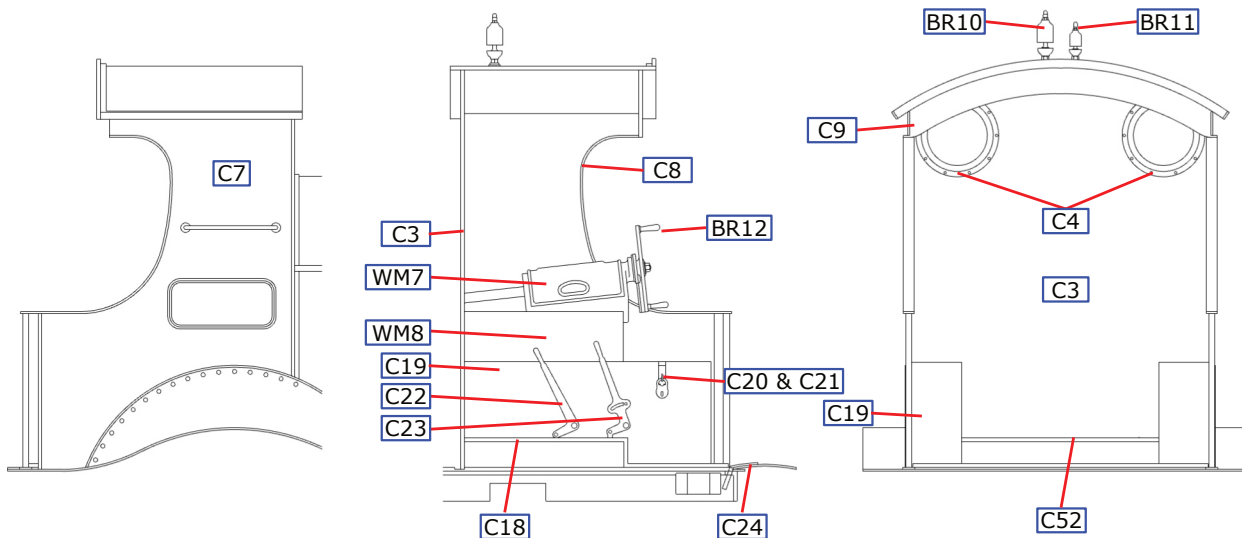 BR10
BR11
C9
C7
C8
C4
C3
BR12
WM7
C3
WM8
C19
C20 & C21
C22
C19
C23
C18
C24
C52